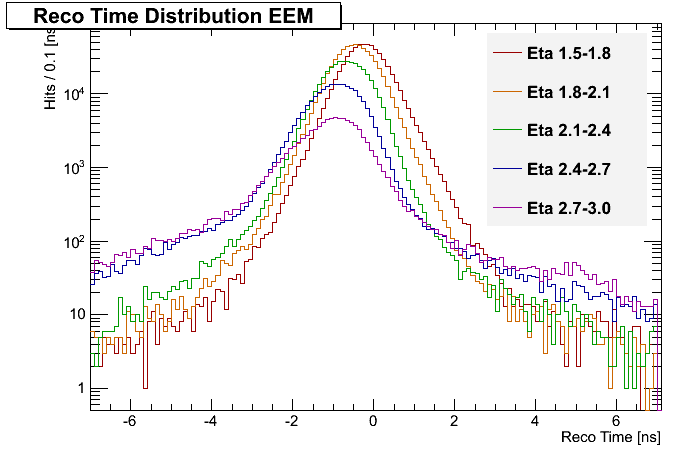 Reco Time Distribution EEM
Hits / 0.1 [ns
Eta 1.5-1.8
Eta 1.8-2.1
Eta 2.1-2.4
Eta 2.4-2.7
Eta 2.7-3.0
10⁴
10³
10²
10
1
-6 -4 -2 0 2 4 6
Reco Time [ns]